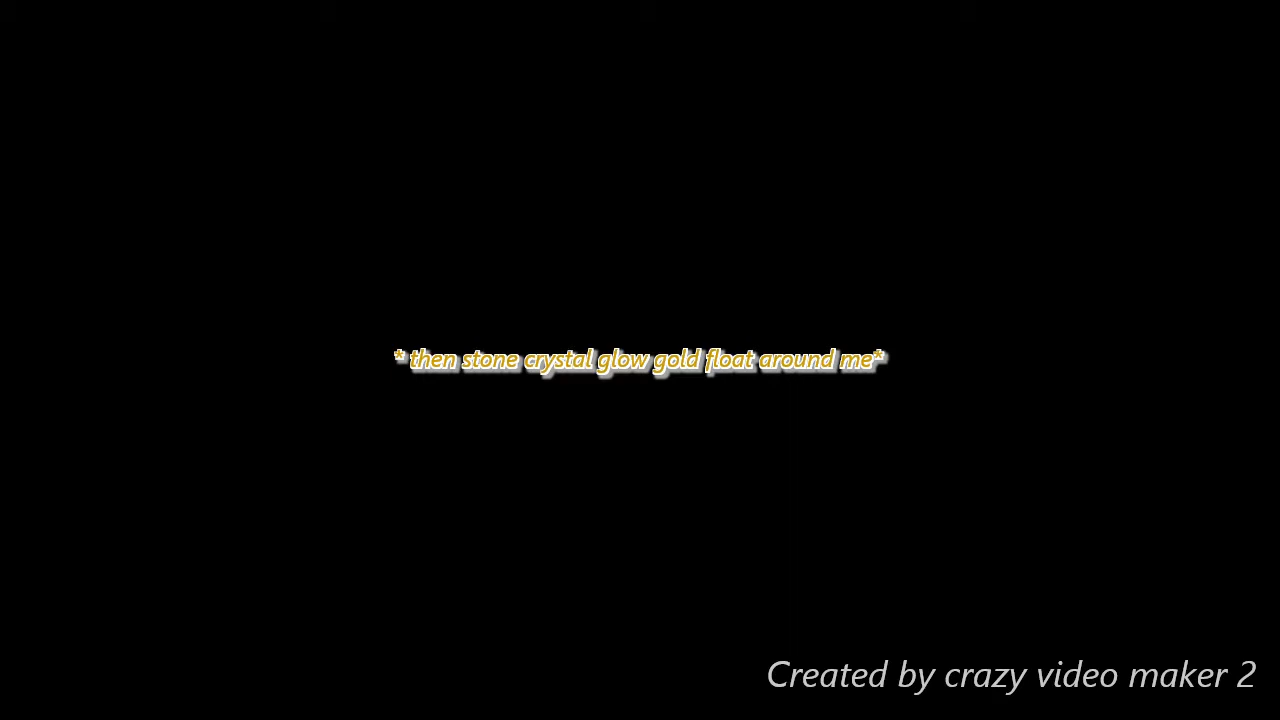 * then stone crystal glow gold float around me*
Created by crazy video maker 2